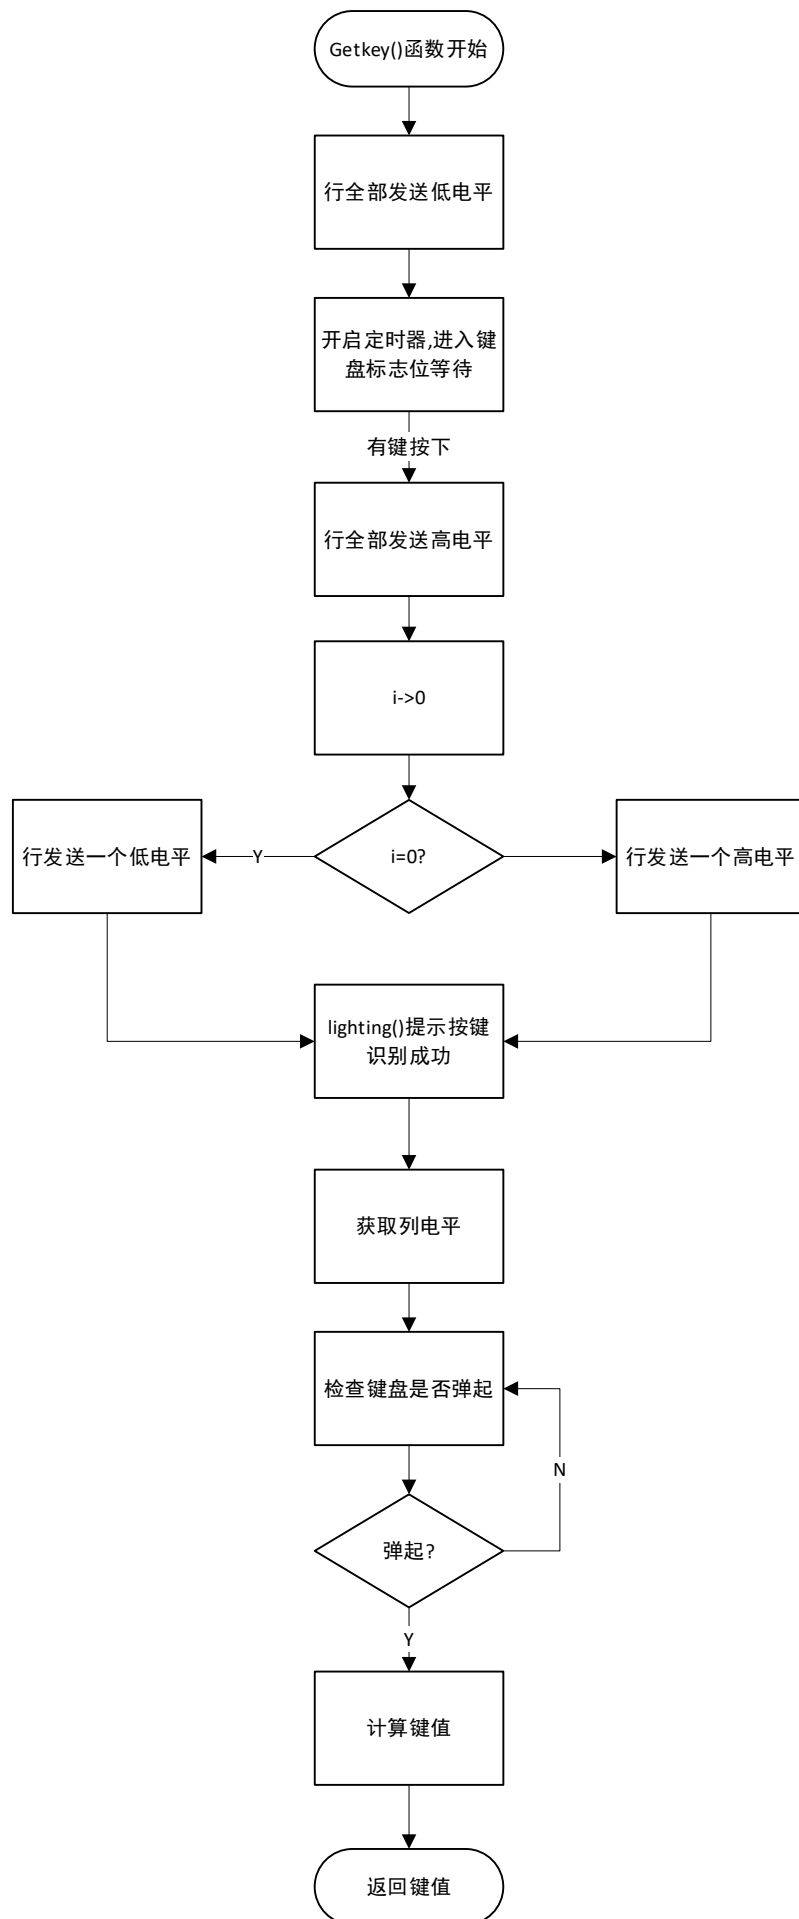 Getkey()函数开始
行全部发送低电平
开启定时器,进入键
盘标志位等待
有键按下
行全部发送高电平
i->0
行发送一个低电平
Y
i=0?
行发送一个高电平
lighting()提示按键
识别成功
获取列电平
检查键盘是否弹起
N
弹起?
Y
计算键值
返回键值